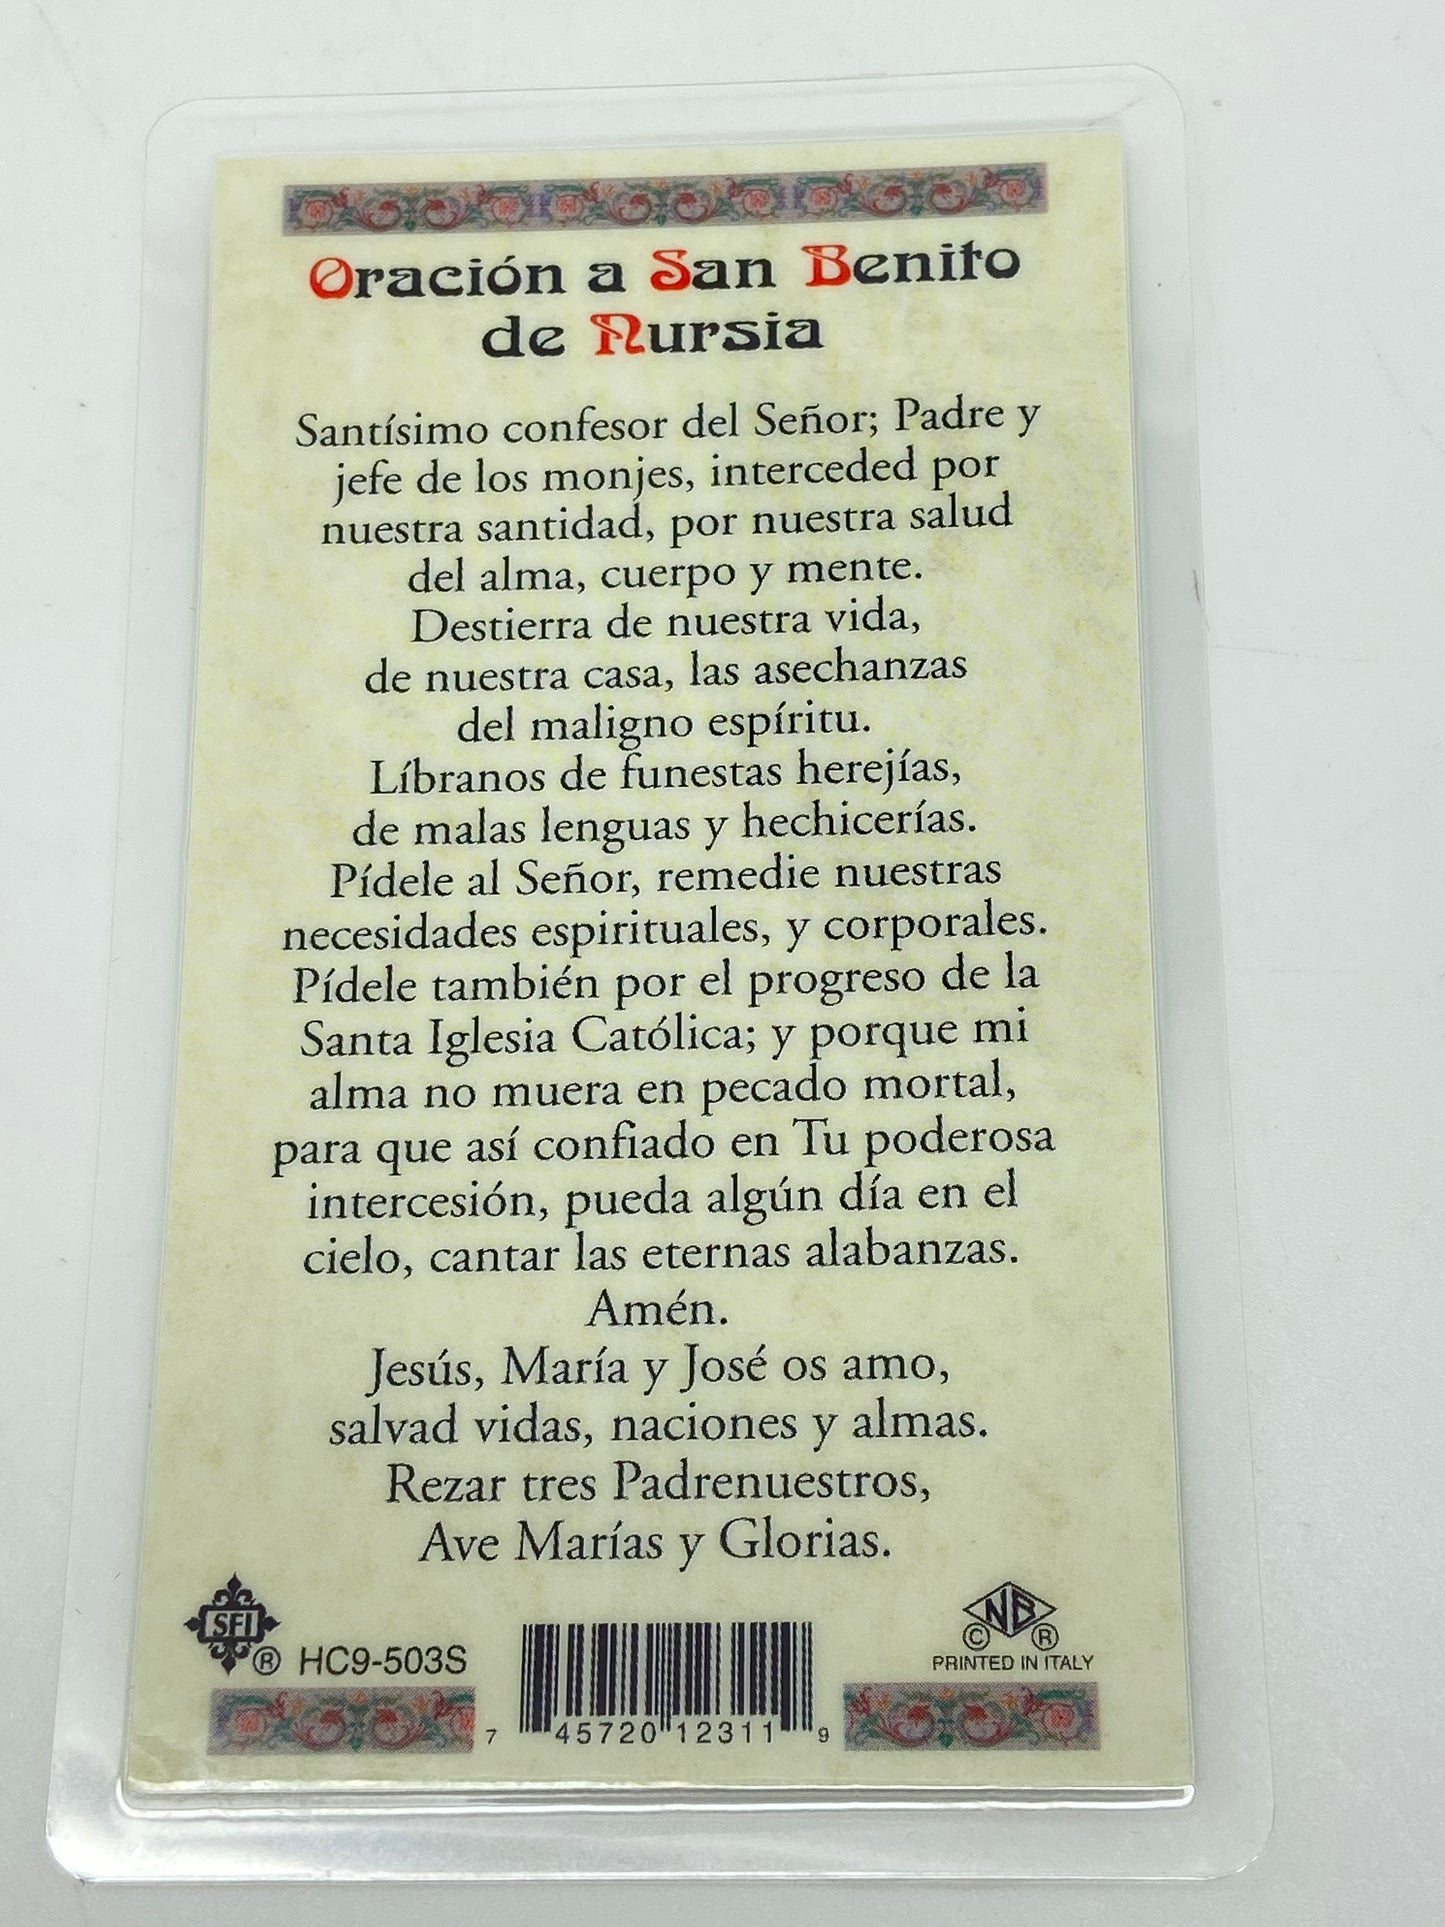 Oración a San Benito
de Nursia
Santísimo confesor del Señor; Padre y
jefe de los monjes, interceded por
nuestra santidad, por nuestra salud
del alma, cuerpo y mente.
Destierra de nuestra vida,
de nuestra casa, las asechanzas
del maligno espíritu.
Líbranos de funestas herejías,
de malas lenguas y hechicerías.
Pídele al Señor, remedie nuestras
necesidades espirituales, y corporales.
Pídele también por el progreso de la
Santa Iglesia Católica; y porque mi
alma no muera en pecado mortal,
para que así confiado en Tu poderosa
intercesión, pueda algún día en el
cielo, cantar las eternas alabanzas.
Amén.
Jesús, María y José os amo,
salvad vidas, naciones y almas.
Rezar tres Padrenuestros,
Ave Marías y Glorias.
SFI ® HC9-503S
7 45720 12311 9
NB
© ®
PRINTED IN ITALY